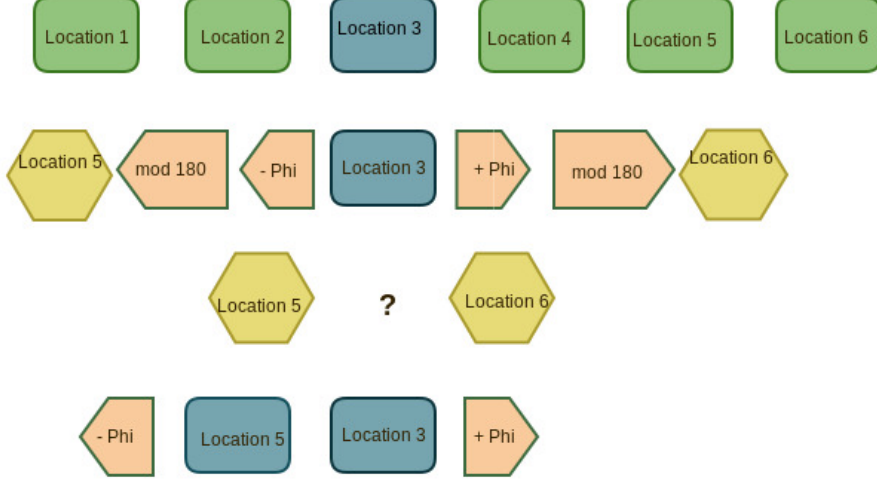 Location 1
Location 2
Location 3
Location 4
Location 5
Location 6
Location 5
mod 180
- Phi
Location 3
+ Phi
mod 180
Location 6
Location 5
?
Location 6
- Phi
Location 5
Location 3
+ Phi